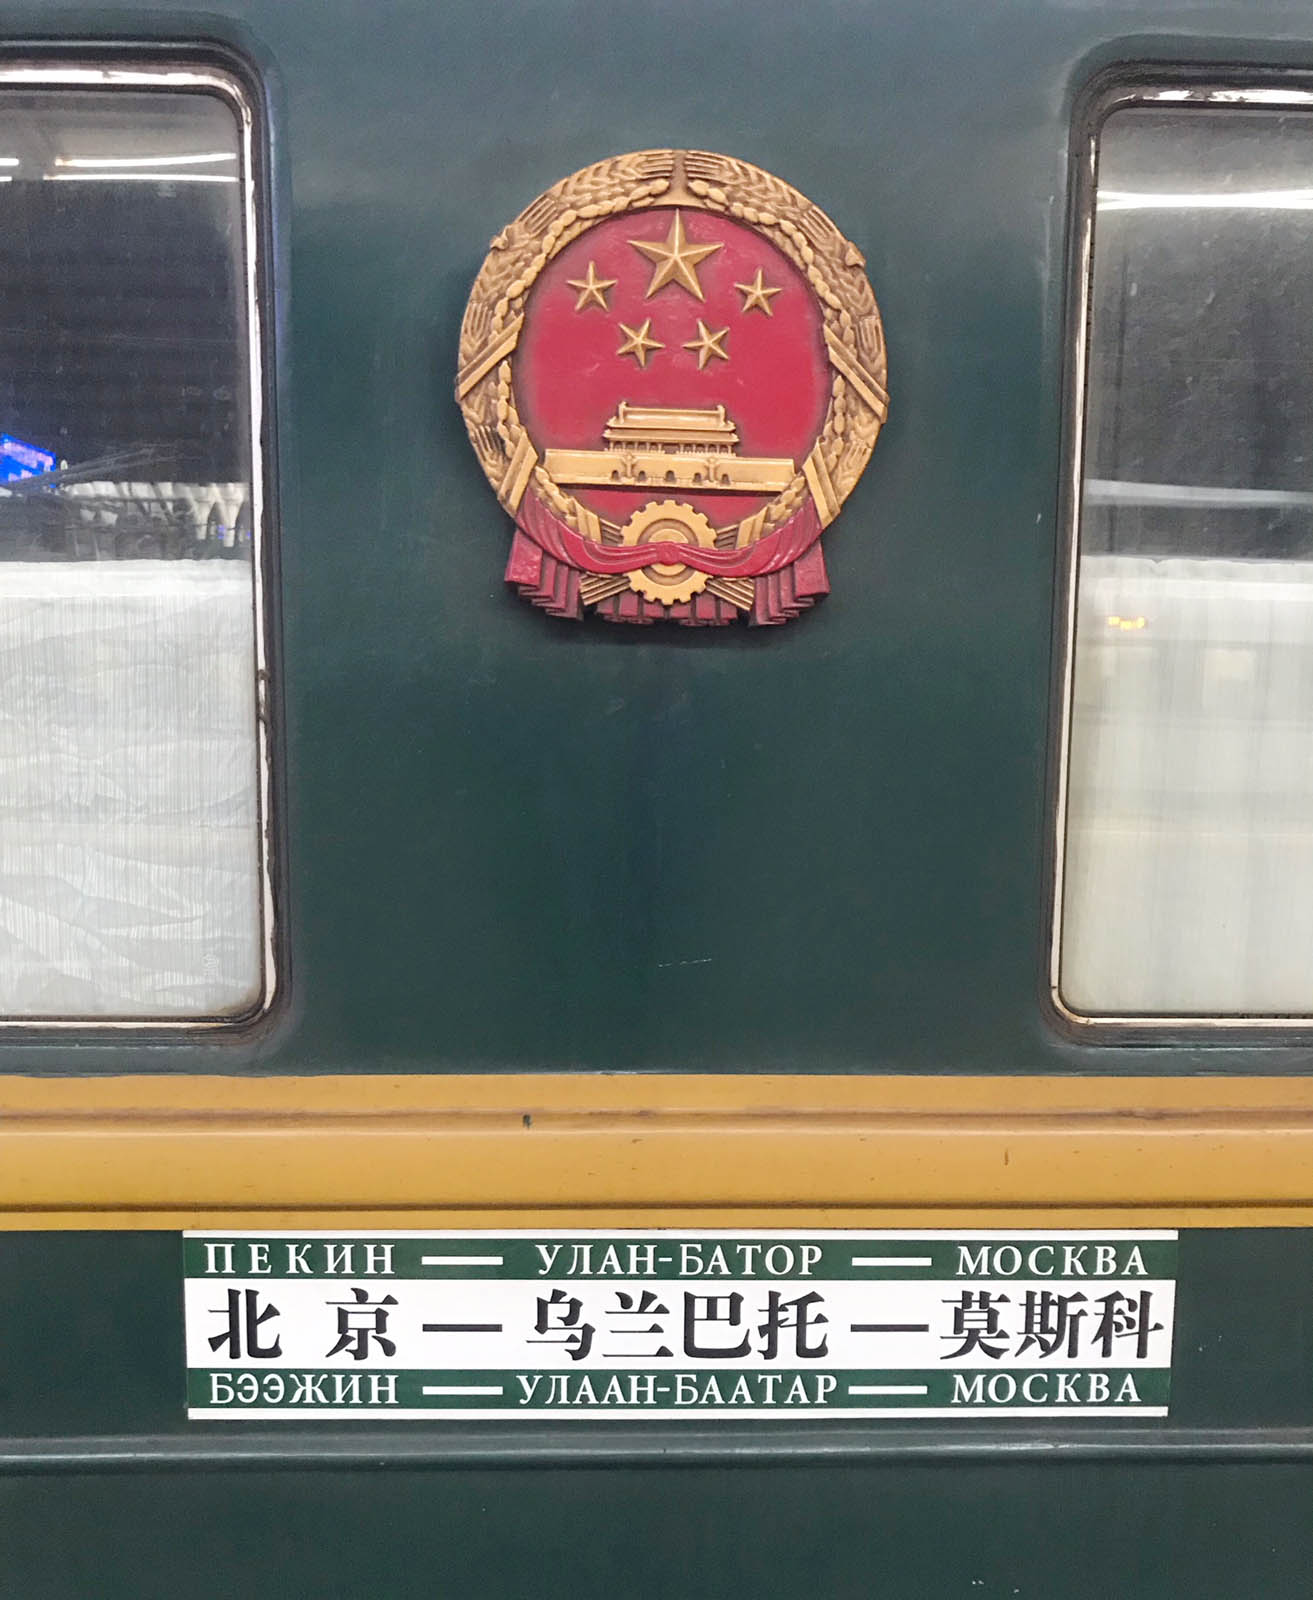 ПЕКИН — УЛАН-БАТОР — МОСКВА
北京—乌兰巴托—莫斯科
БЭЭЖИН — УЛААН-БААТАР — МОСКВА